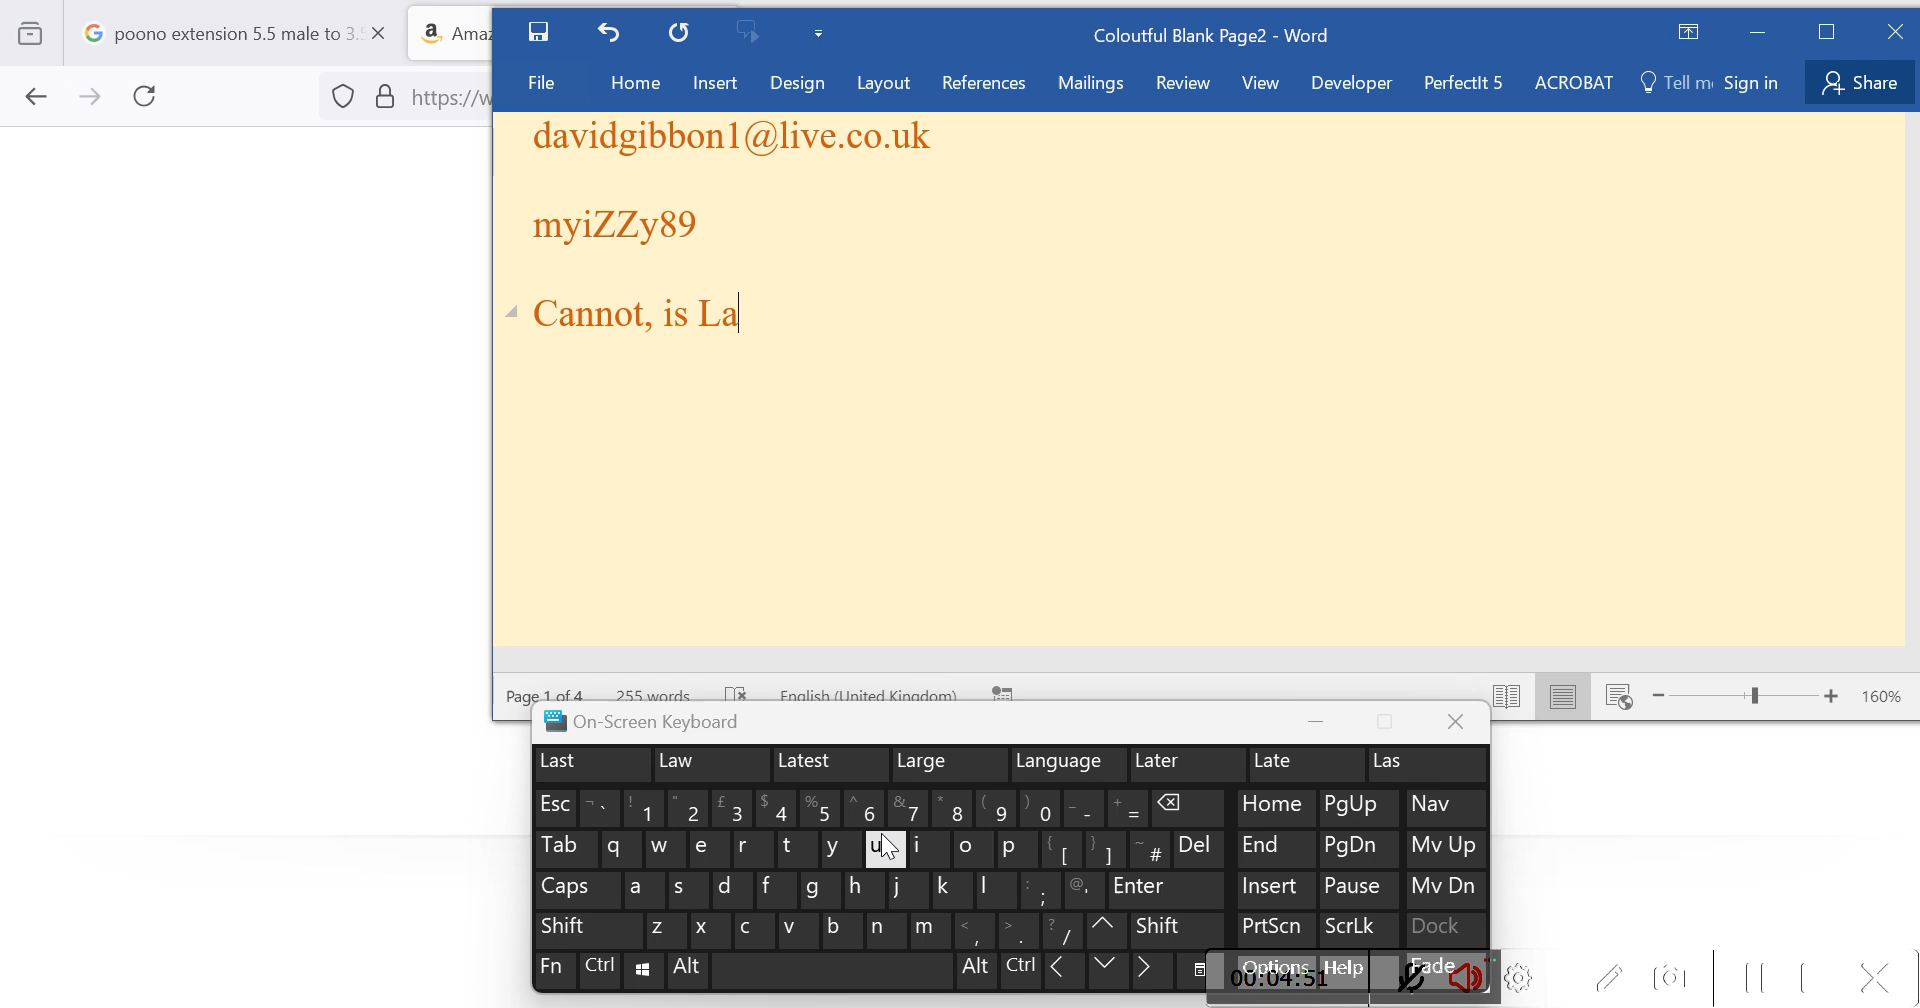 poono extension 5.5 male to 3.5
Amaz
https://w
Coloutful Blank Page2 - Word
File Home Insert Design Layout References Mailings Review View Developer PerfectIt 5 ACROBAT Tell me Sign in Share
davidgibbon1@live.co.uk
myiZZy89
Cannot, is La
Page 1 of 4 255 words English (United Kingdom) 160%
On-Screen Keyboard
Last Law Latest Large Language Later Late Las
Esc ¬ ` ! 1 " 2 £ 3 $ 4 % 5 ^ 6 & 7 * 8 ( 9 ) 0 _ - + = Home PgUp Nav
Tab q w e r t y u i o p { [ } ] ~ # Del End PgDn Mv Up
Caps a s d f g h j k l : ; @ ' Enter Insert Pause Mv Dn
Shift z x c v b n m < , > . ? / Shift PrtScn ScrLk Dock
Fn Ctrl Alt Alt Ctrl Options Help Fade
00:04:51